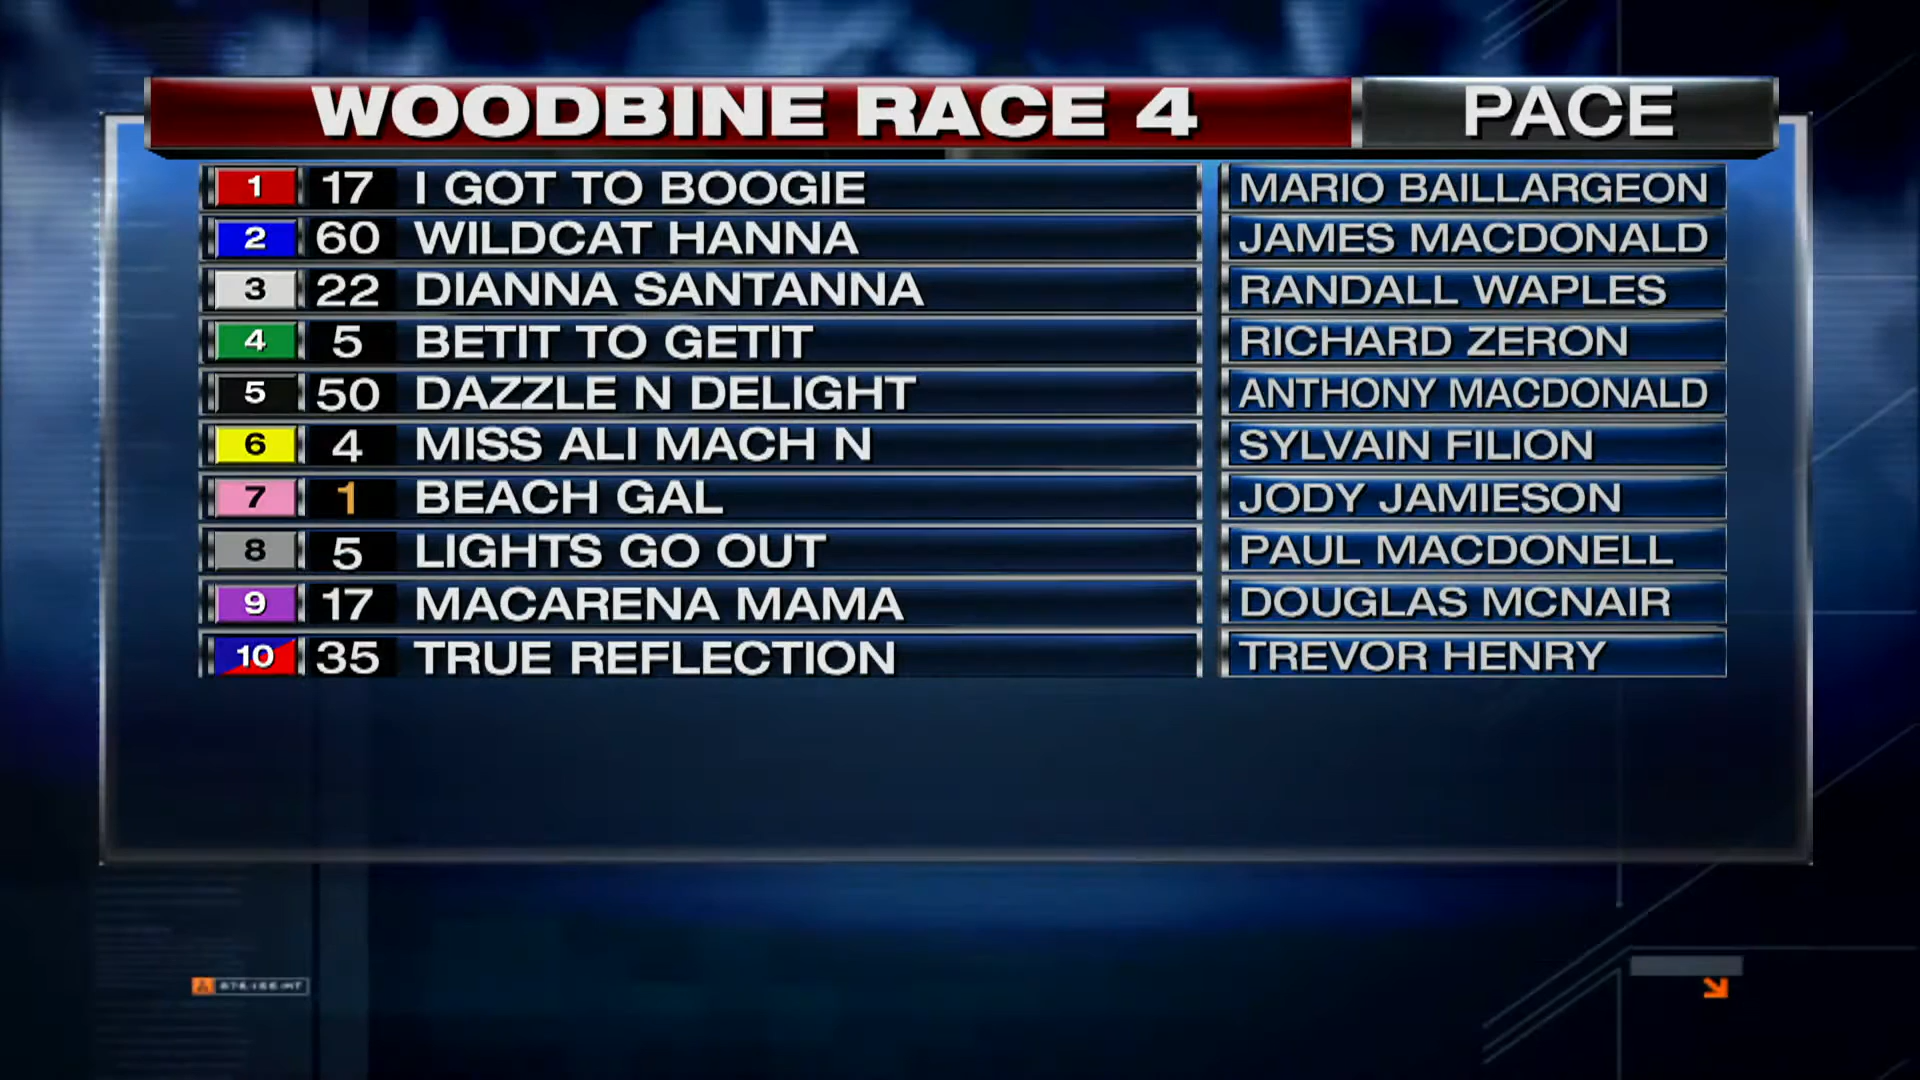 WOODBINE RACE 4 PACE
1 17 I GOT TO BOOGIE MARIO BAILLARGEON
2 60 WILDCAT HANNA JAMES MACDONALD
3 22 DIANNA SANTANNA RANDALL WAPLES
4 5 BETIT TO GETIT RICHARD ZERON
5 50 DAZZLE N DELIGHT ANTHONY MACDONALD
6 4 MISS ALI MACH N SYLVAIN FILION
7 1 BEACH GAL JODY JAMIESON
8 5 LIGHTS GO OUT PAUL MACDONELL
9 17 MACARENA MAMA DOUGLAS MCNAIR
10 35 TRUE REFLECTION TREVOR HENRY